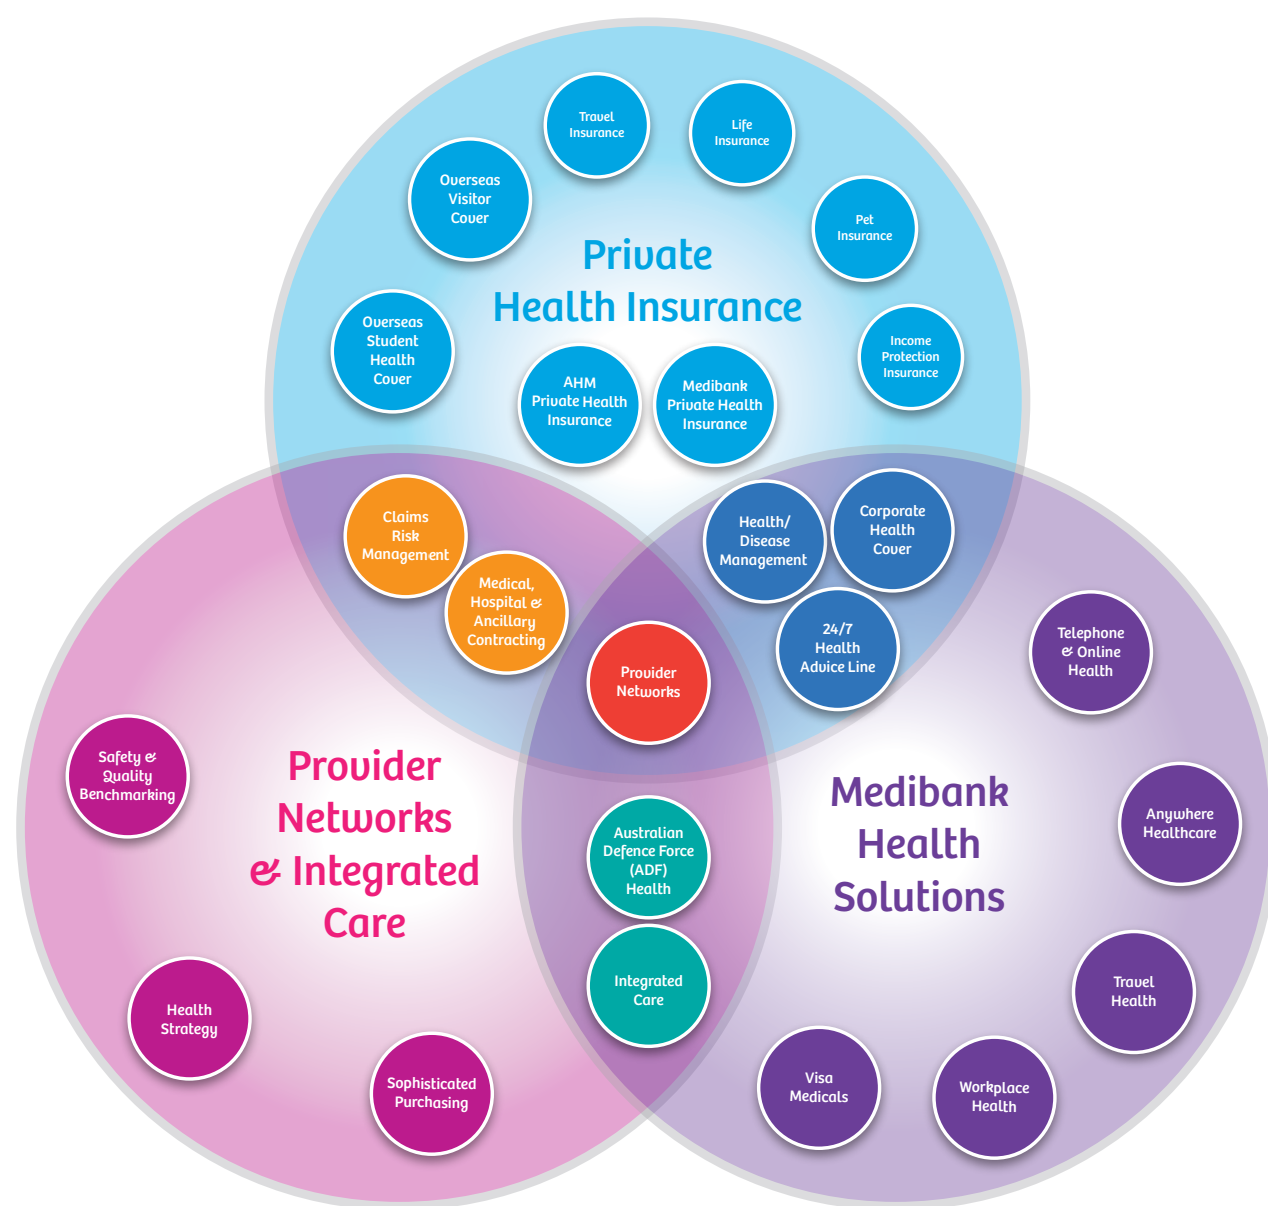 Travel
Insurance
Life
Insurance
Overseas
Visitor
Cover
Pet
Insurance
Private
Health Insurance
Overseas
Student
Health
Cover
Income
Protection
Insurance
AHM
Private Health
Insurance
Medibank
Private Health
Insurance
Claims
Risk
Management
Medical,
Hospital &
Ancillary
Contracting
Health/
Disease
Management
Corporate
Health
Cover
24/7
Health
Advice Line
Provider
Networks
Telephone
& Online
Health
Safety &
Quality
Benchmarking
Provider
Networks
& Integrated
Care
Medibank
Health
Solutions
Anywhere
Healthcare
Australian
Defence Force
(ADF)
Health
Integrated
Care
Travel
Health
Health
Strategy
Sophisticated
Purchasing
Visa
Medicals
Workplace
Health